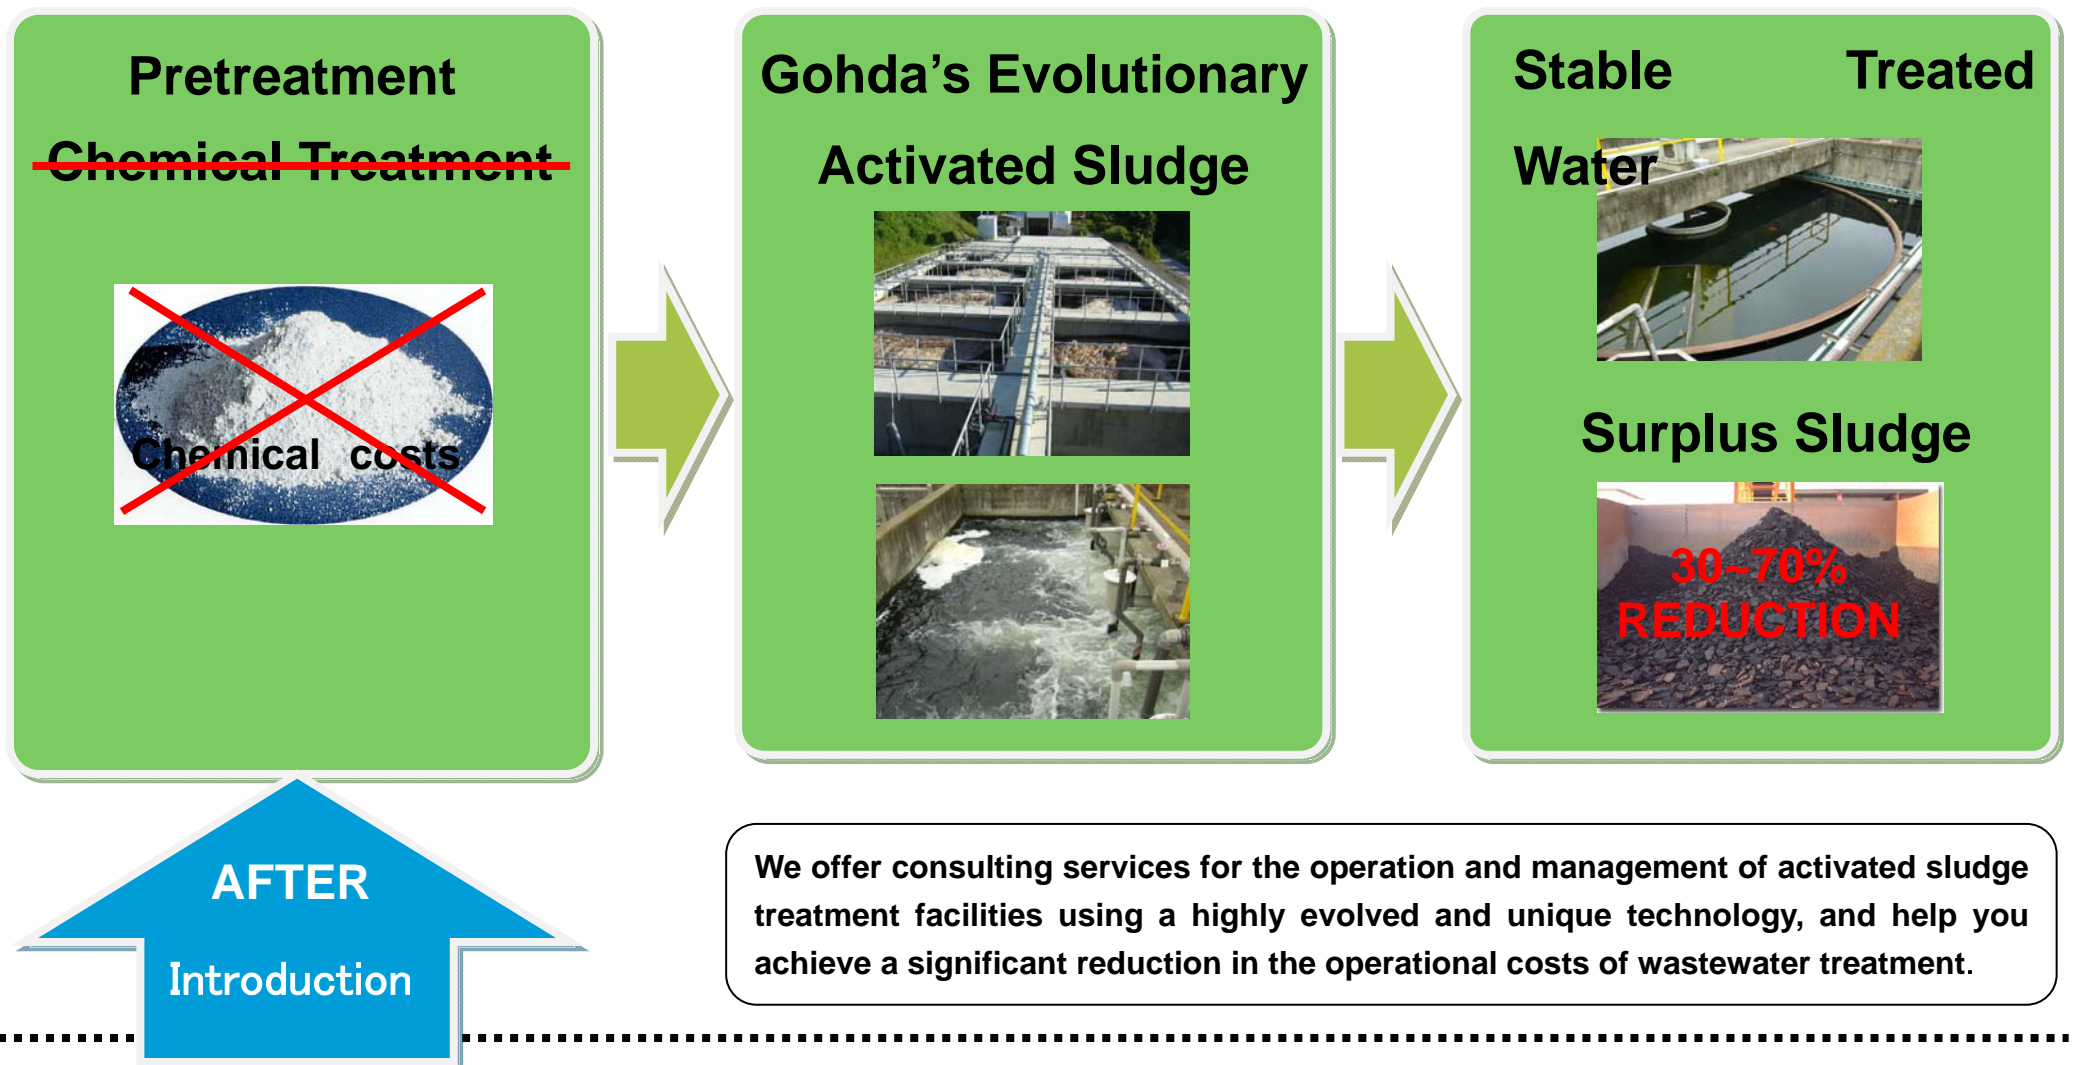 Pretreatment
Chemical Treatment
Chemical costs
Gohda’s Evolutionary
Activated Sludge
Stable Treated
Water
Surplus Sludge
30~70%
REDUCTION
AFTER
Introduction
We offer consulting services for the operation and management of activated sludge
treatment facilities using a highly evolved and unique technology, and help you
achieve a significant reduction in the operational costs of wastewater treatment.